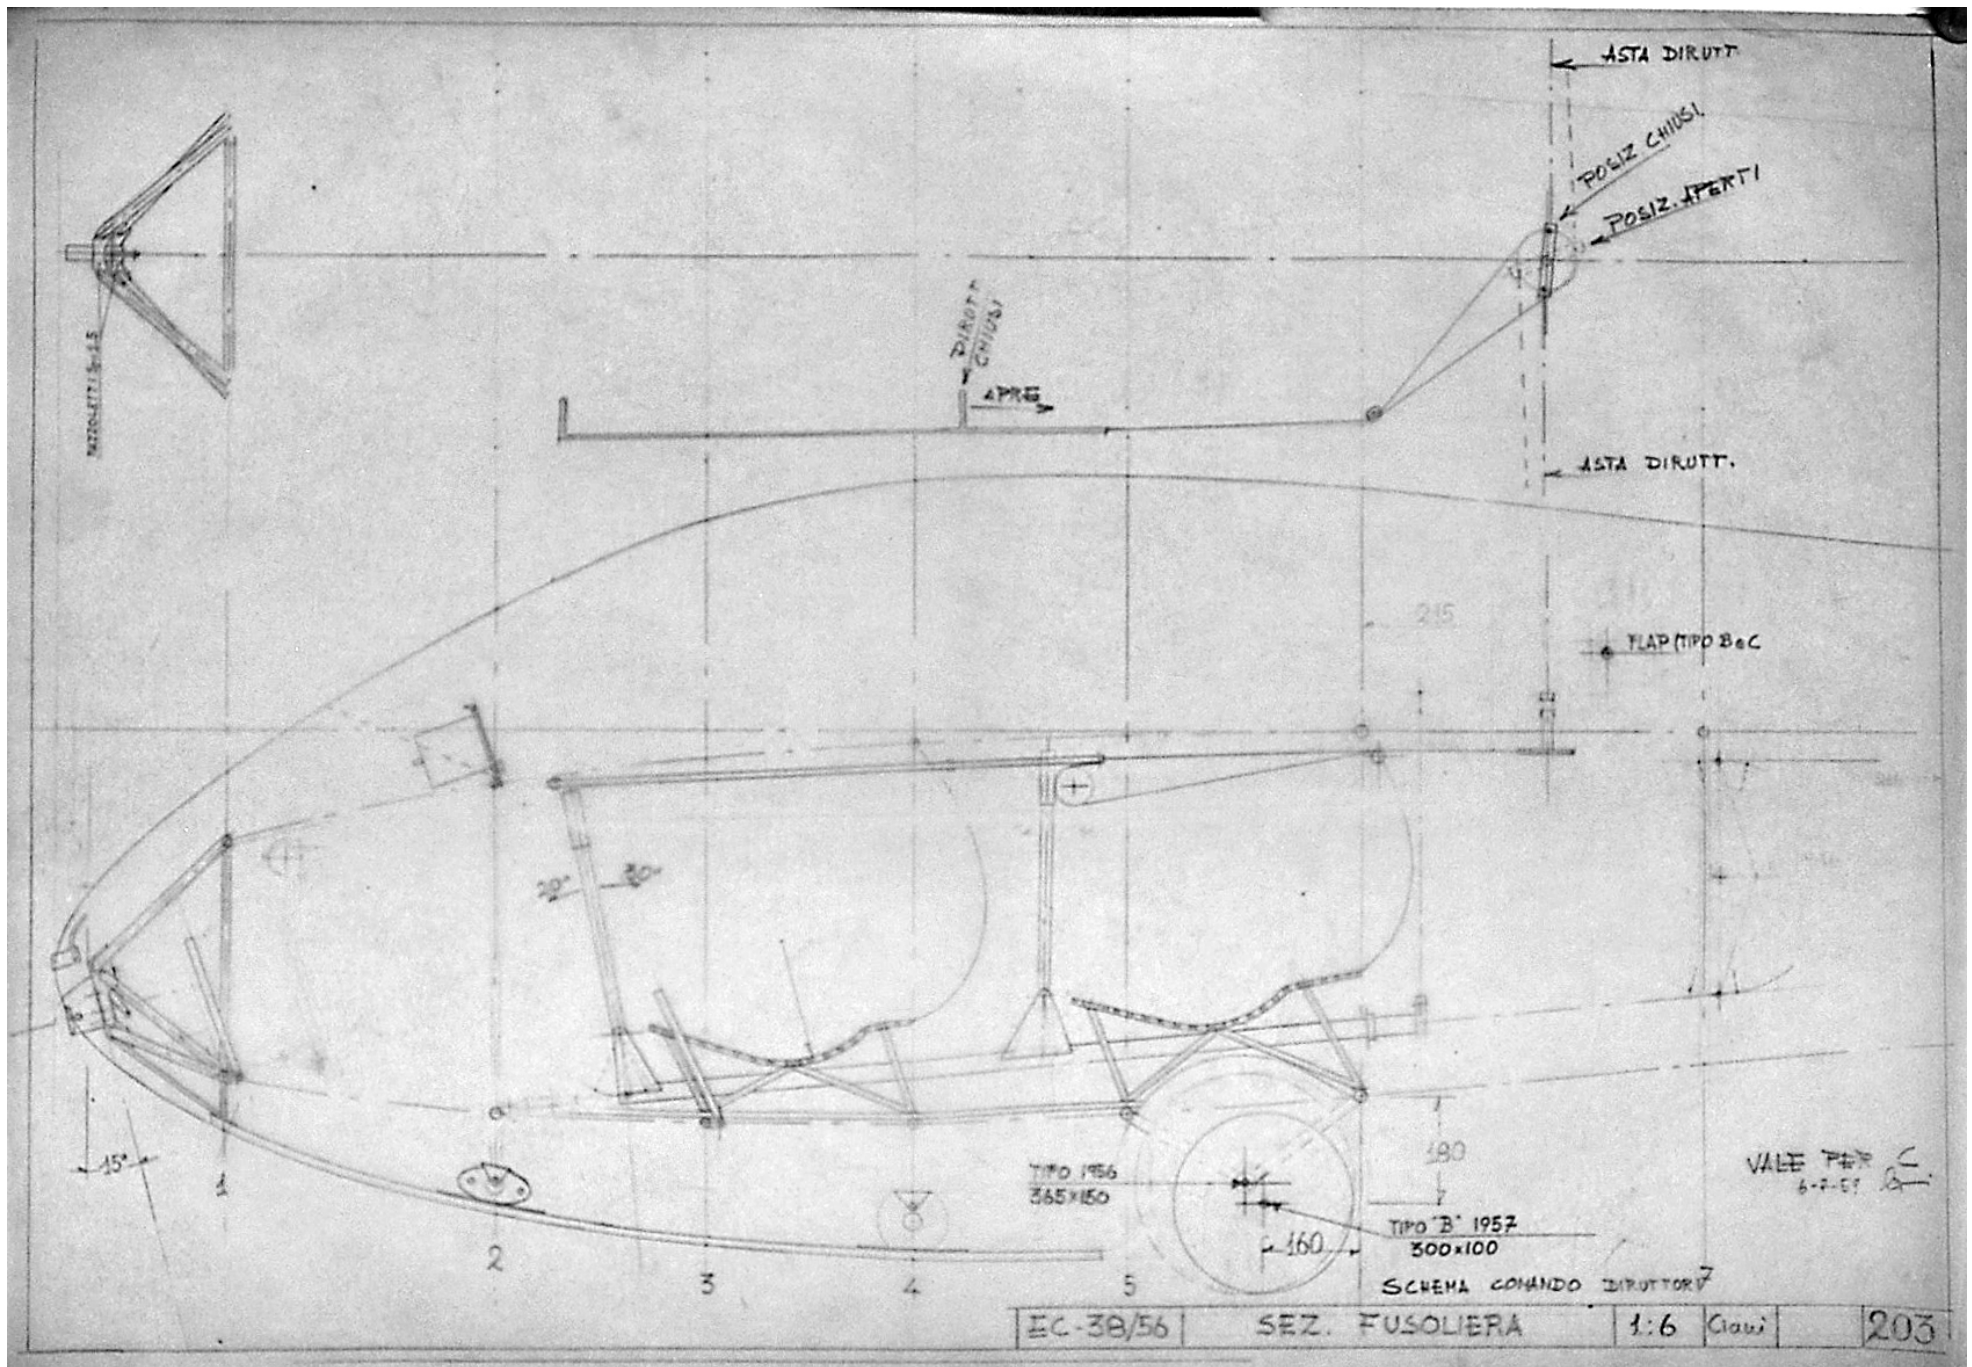 ASTA DIRUTT.
POSIZ CHIUSI
POSIZ. APERTI
DIRUTT
CHIUSI
APRE
ASTA DIRUTT.
215
FLAP (TIPO B e C
20°
30°
15°
1
2
3
4
5
TIPO 1956
365×150
180
160
TIPO "B" 1957
300×100
VALE PER C
SCHEMA COMANDO DIRUTTORI
7
EC-38/56
SEZ. FUSOLIERA
1:6
Ciani
203